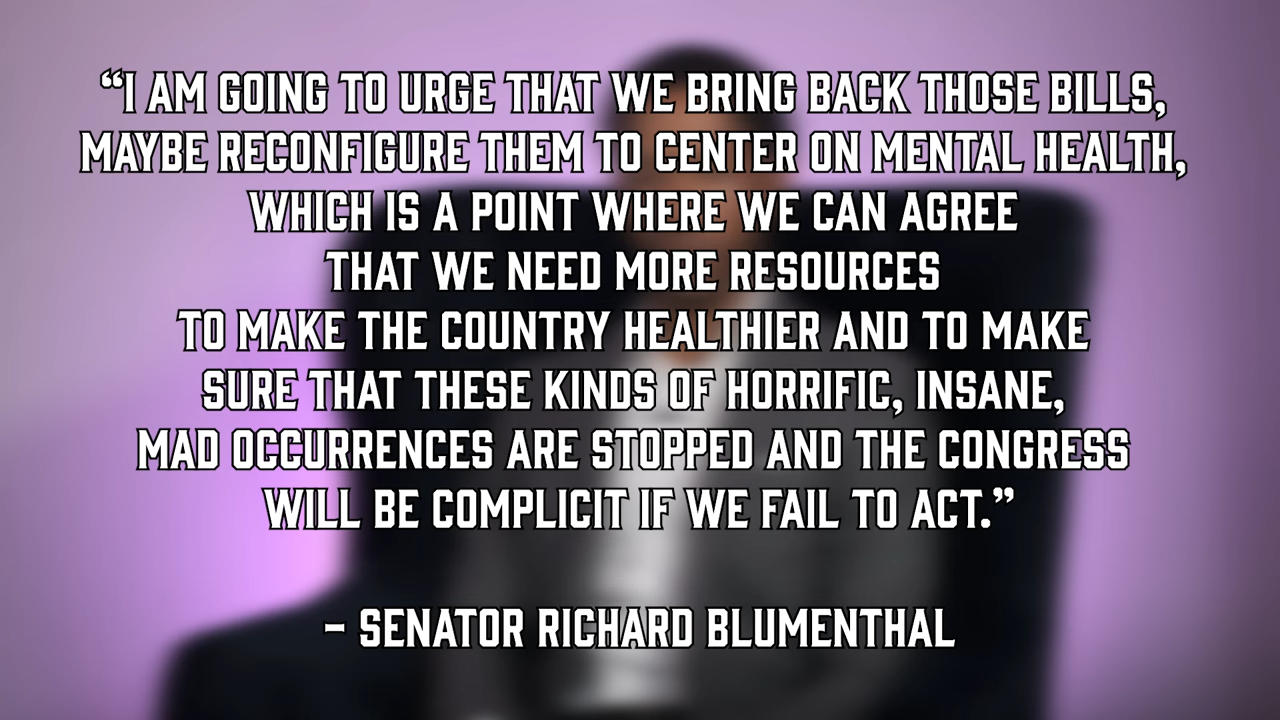 “I AM GOING TO URGE THAT WE BRING BACK THOSE BILLS,
MAYBE RECONFIGURE THEM TO CENTER ON MENTAL HEALTH,
WHICH IS A POINT WHERE WE CAN AGREE
THAT WE NEED MORE RESOURCES
TO MAKE THE COUNTRY HEALTHIER AND TO MAKE
SURE THAT THESE KINDS OF HORRIFIC, INSANE,
MAD OCCURRENCES ARE STOPPED AND THE CONGRESS
WILL BE COMPLICIT IF WE FAIL TO ACT.”
– SENATOR RICHARD BLUMENTHAL